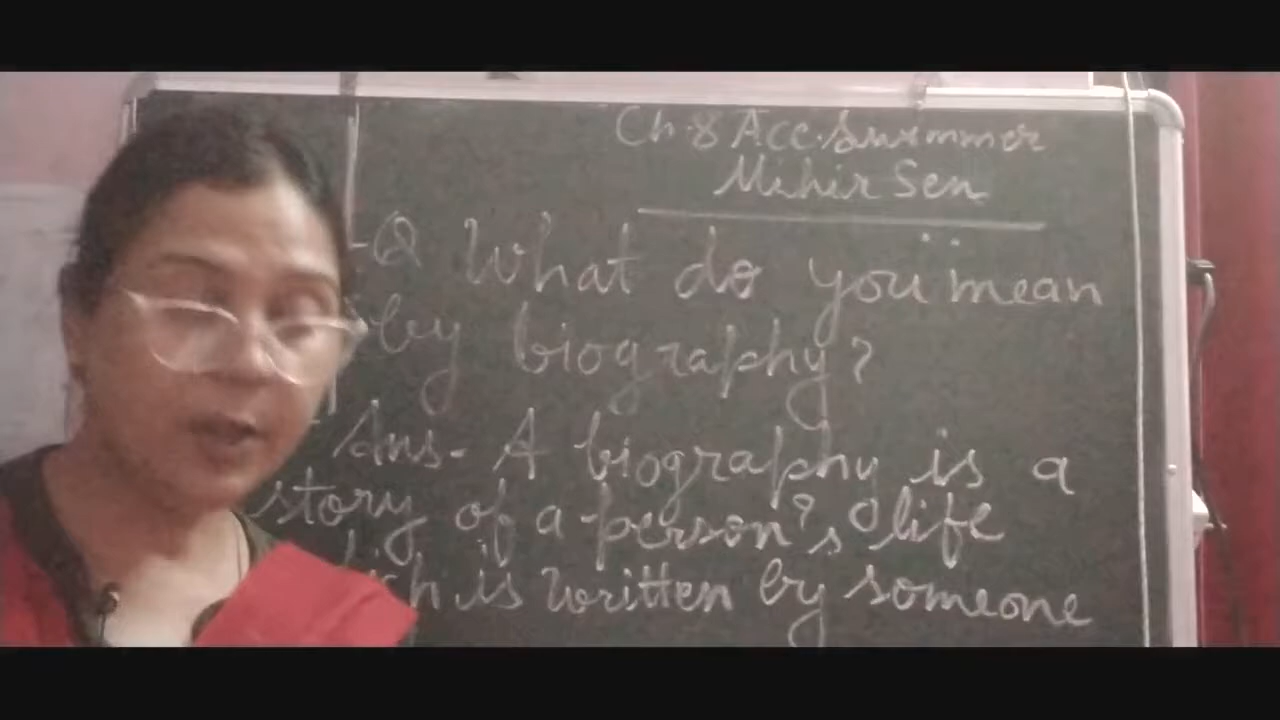 Ch.8 Acc. Swimmer
Mihir Sen
-Q What do you mean
by biography?
Ans- A biography is a
story of a person's life
is written by someone